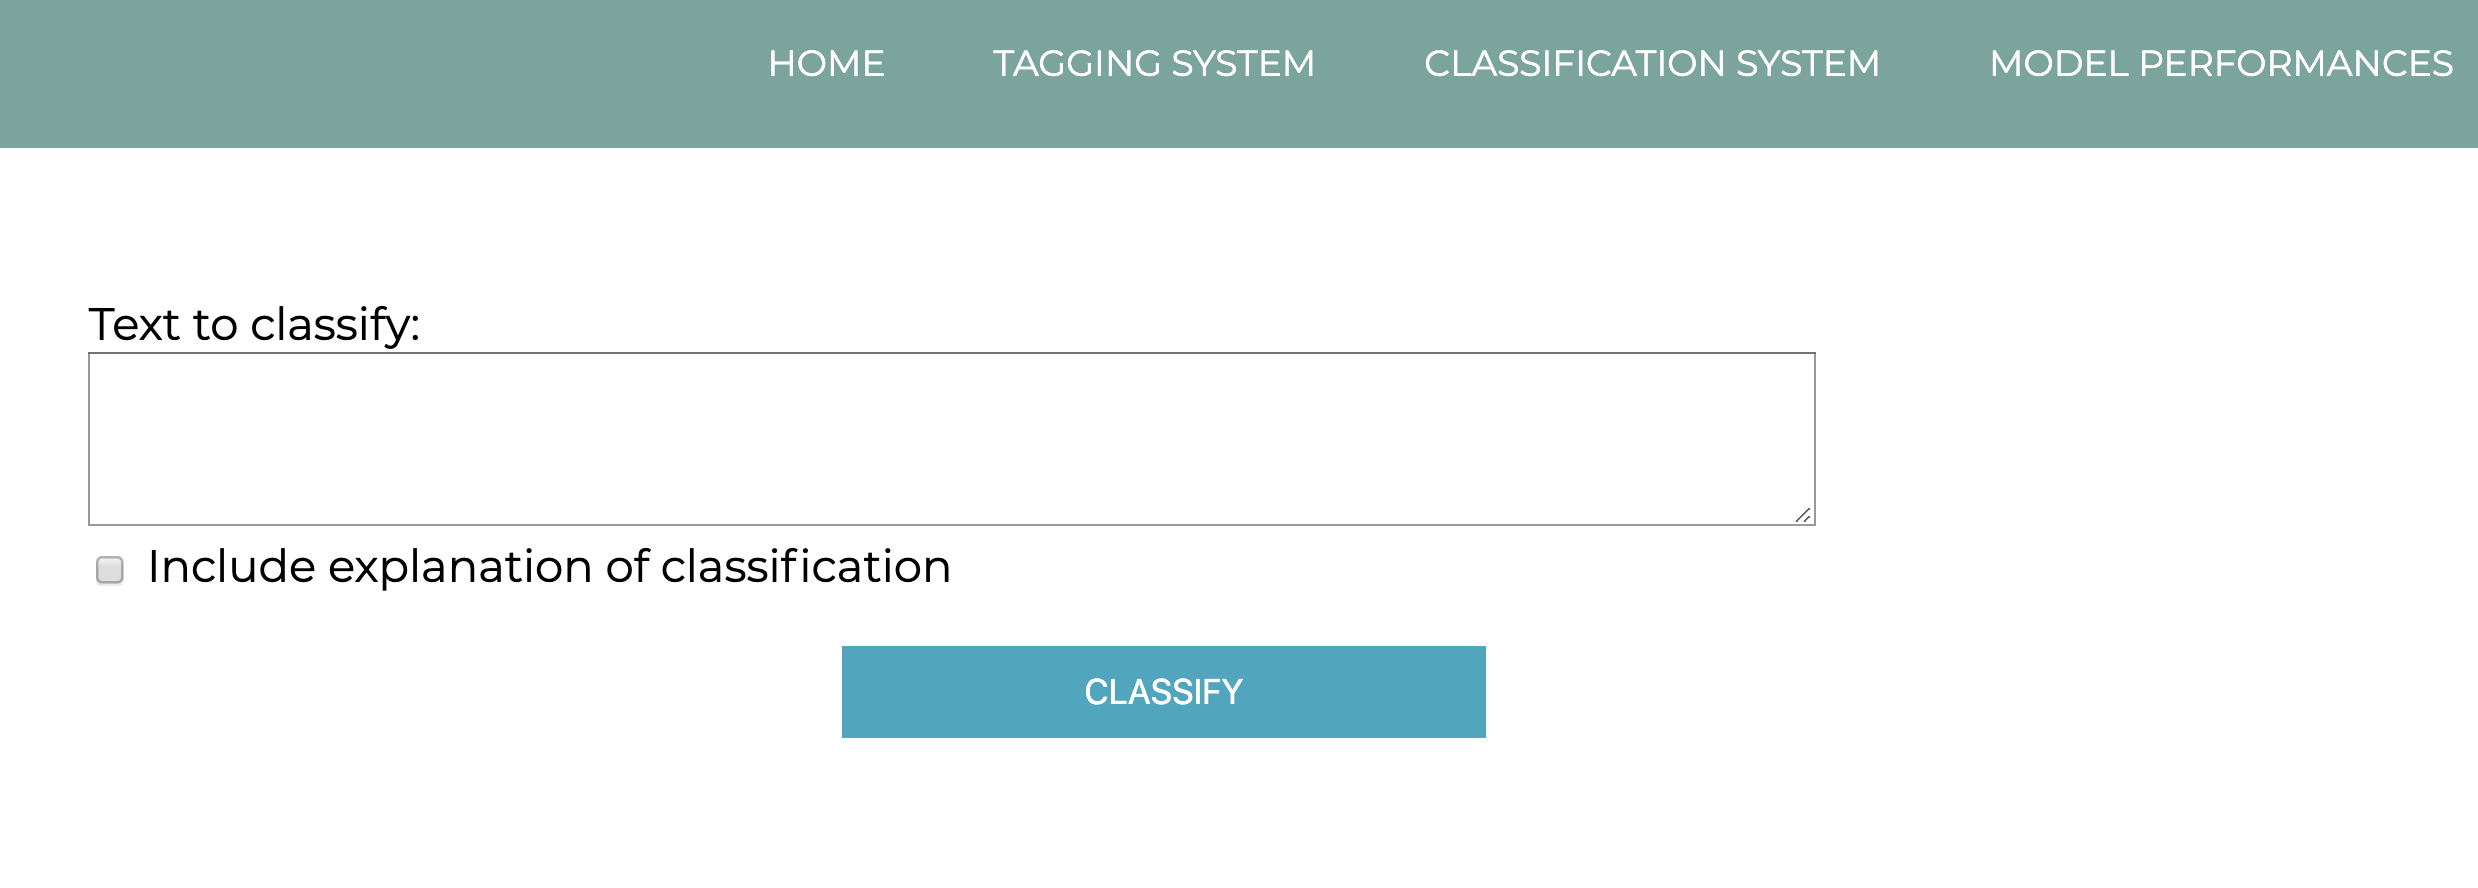 HOME TAGGING SYSTEM CLASSIFICATION SYSTEM MODEL PERFORMANCES
Text to classify:
Include explanation of classification
CLASSIFY